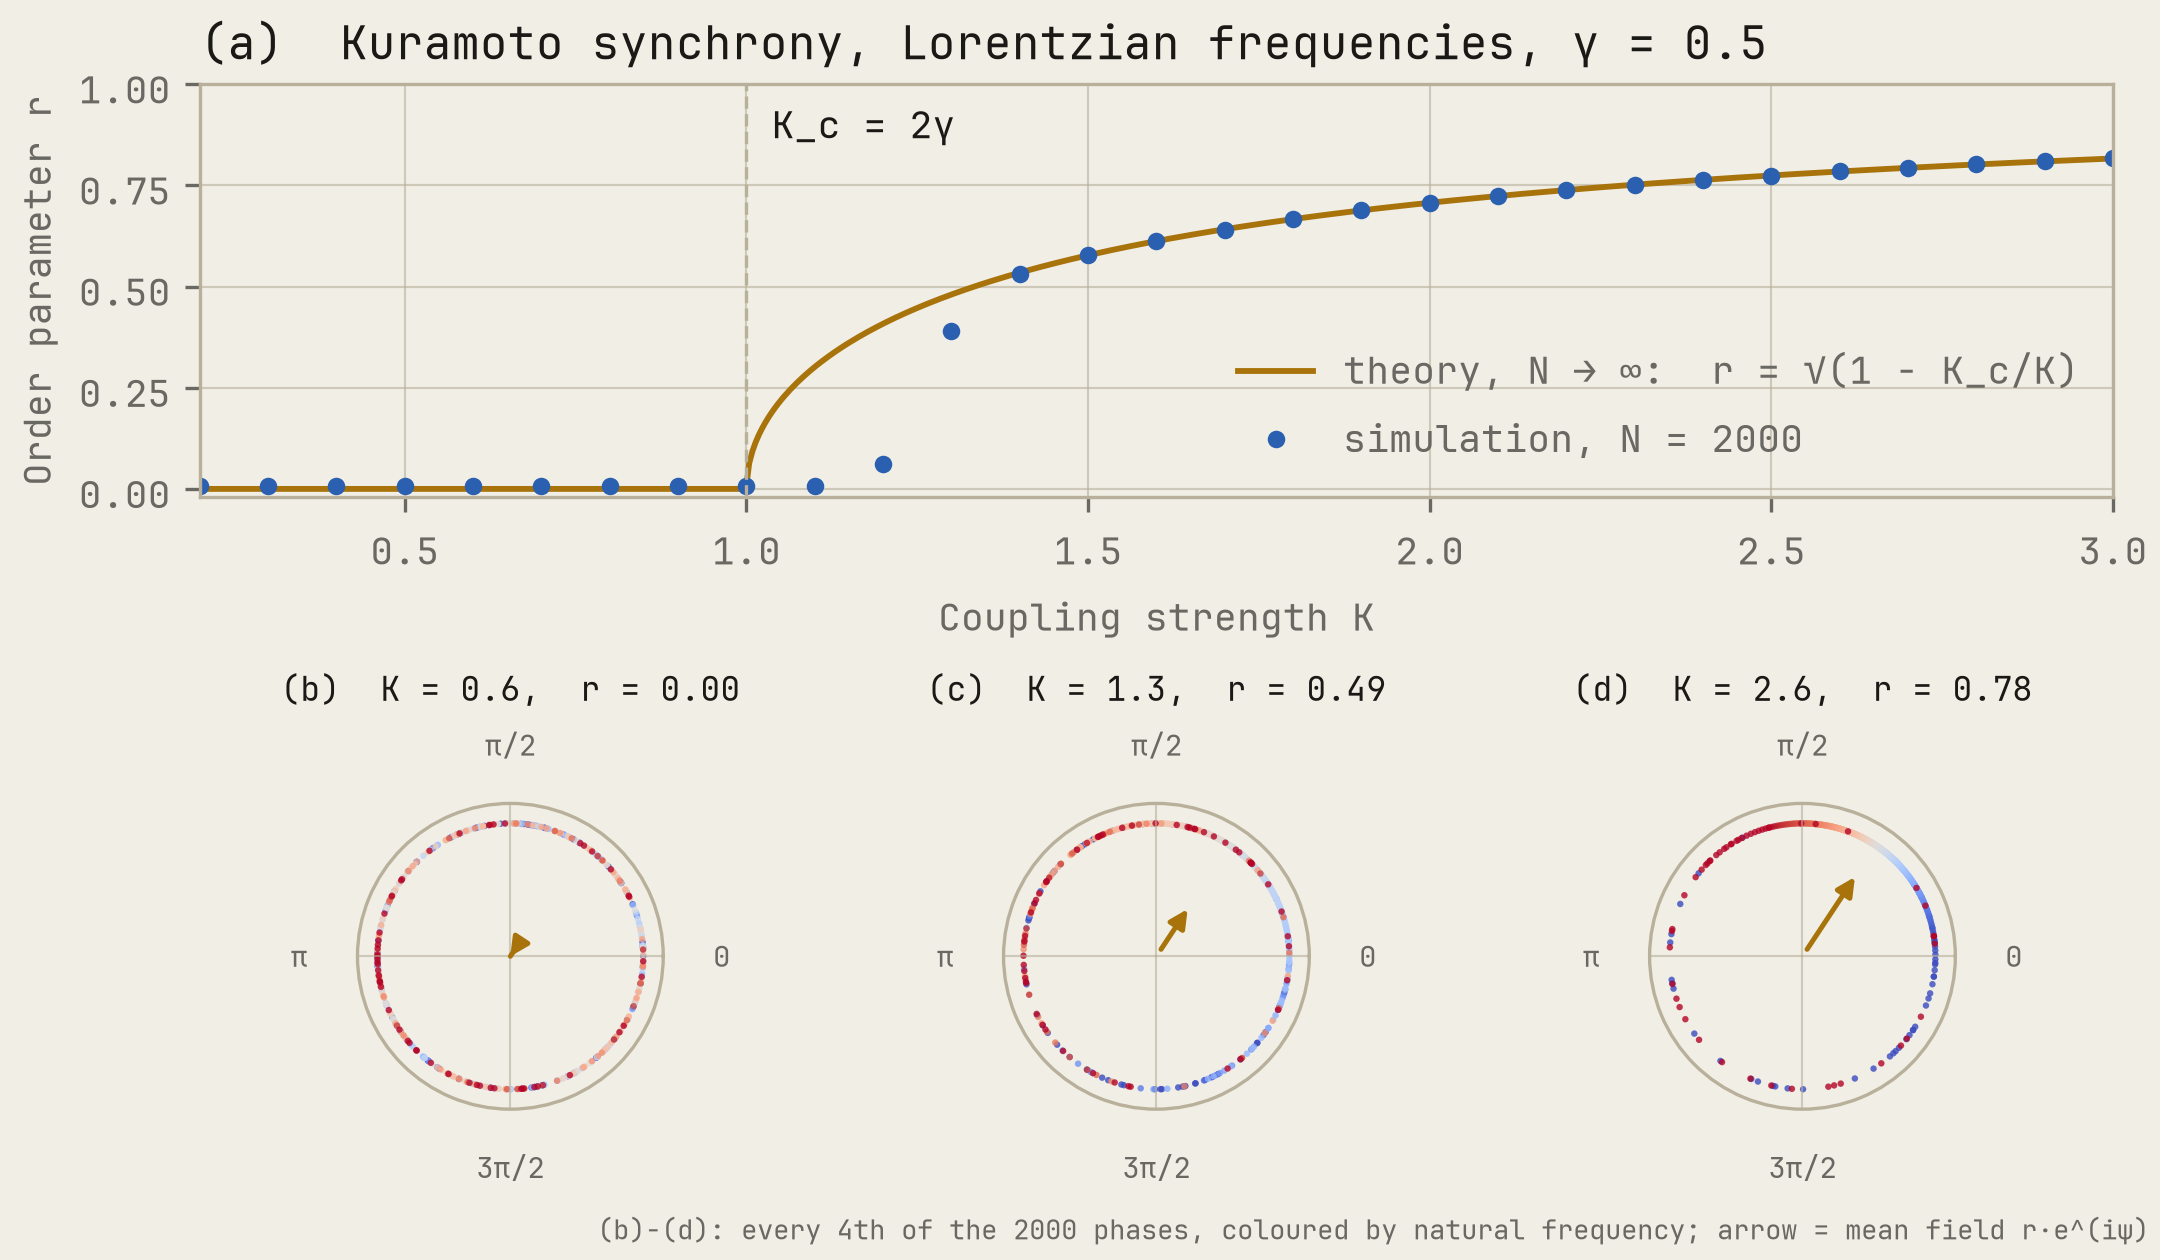 (a)  Kuramoto synchrony, Lorentzian frequencies, γ = 0.5
Order parameter r
1.00
0.75
0.50
0.25
0.00
K_c = 2γ
theory, N → ∞:  r = √(1 - K_c/K)
simulation, N = 2000
0.5 1.0 1.5 2.0 2.5 3.0
Coupling strength K
(b)  K = 0.6,  r = 0.00
π/2
π
0
3π/2
(c)  K = 1.3,  r = 0.49
π/2
π
0
3π/2
(d)  K = 2.6,  r = 0.78
π/2
π
0
3π/2
(b)-(d): every 4th of the 2000 phases, coloured by natural frequency; arrow = mean field r·e^(iψ)